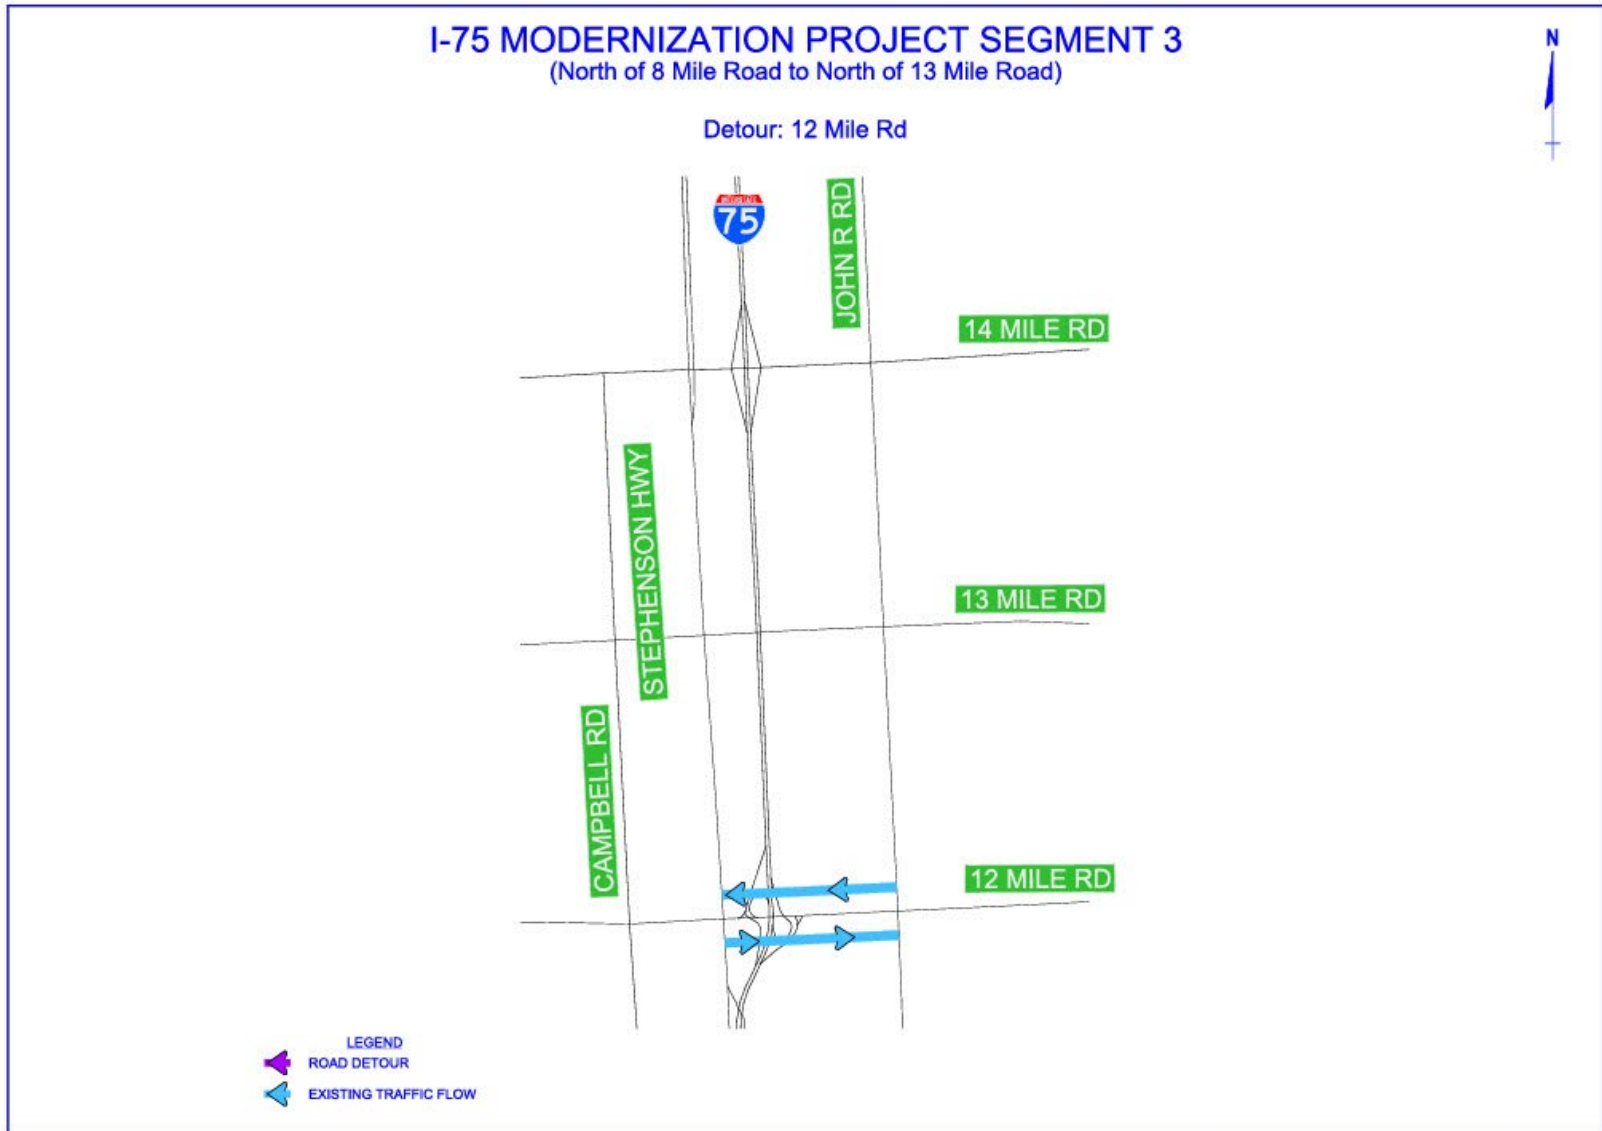 I-75 MODERNIZATION PROJECT SEGMENT 3
(North of 8 Mile Road to North of 13 Mile Road)
N
Detour: 12 Mile Rd
INTERSTATE
75
JOHN R RD
14 MILE RD
STEPHENSON HWY
13 MILE RD
CAMPBELL RD
12 MILE RD
LEGEND
ROAD DETOUR
EXISTING TRAFFIC FLOW